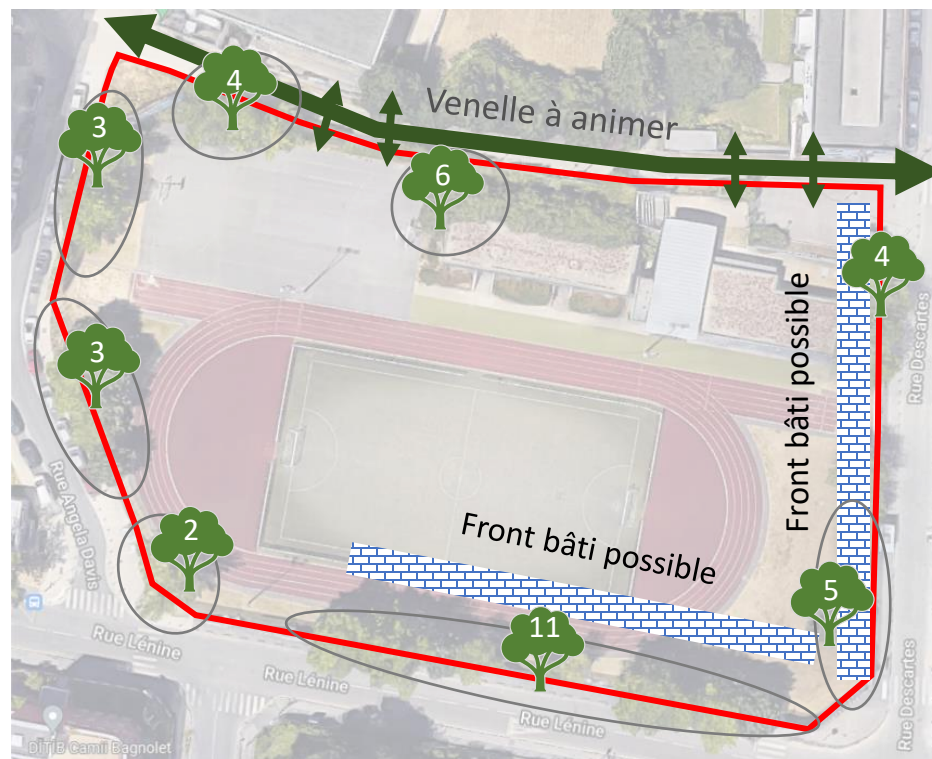 4
Venelle à animer
3
6
4
Front bâti possible
Rue Descartes
3
Rue Angela Davis
2
Front bâti possible
5
11
Rue Lénine
Rue Lénine
Rue Lénine
Rue Descartes
DITIB Camii Bagnolet